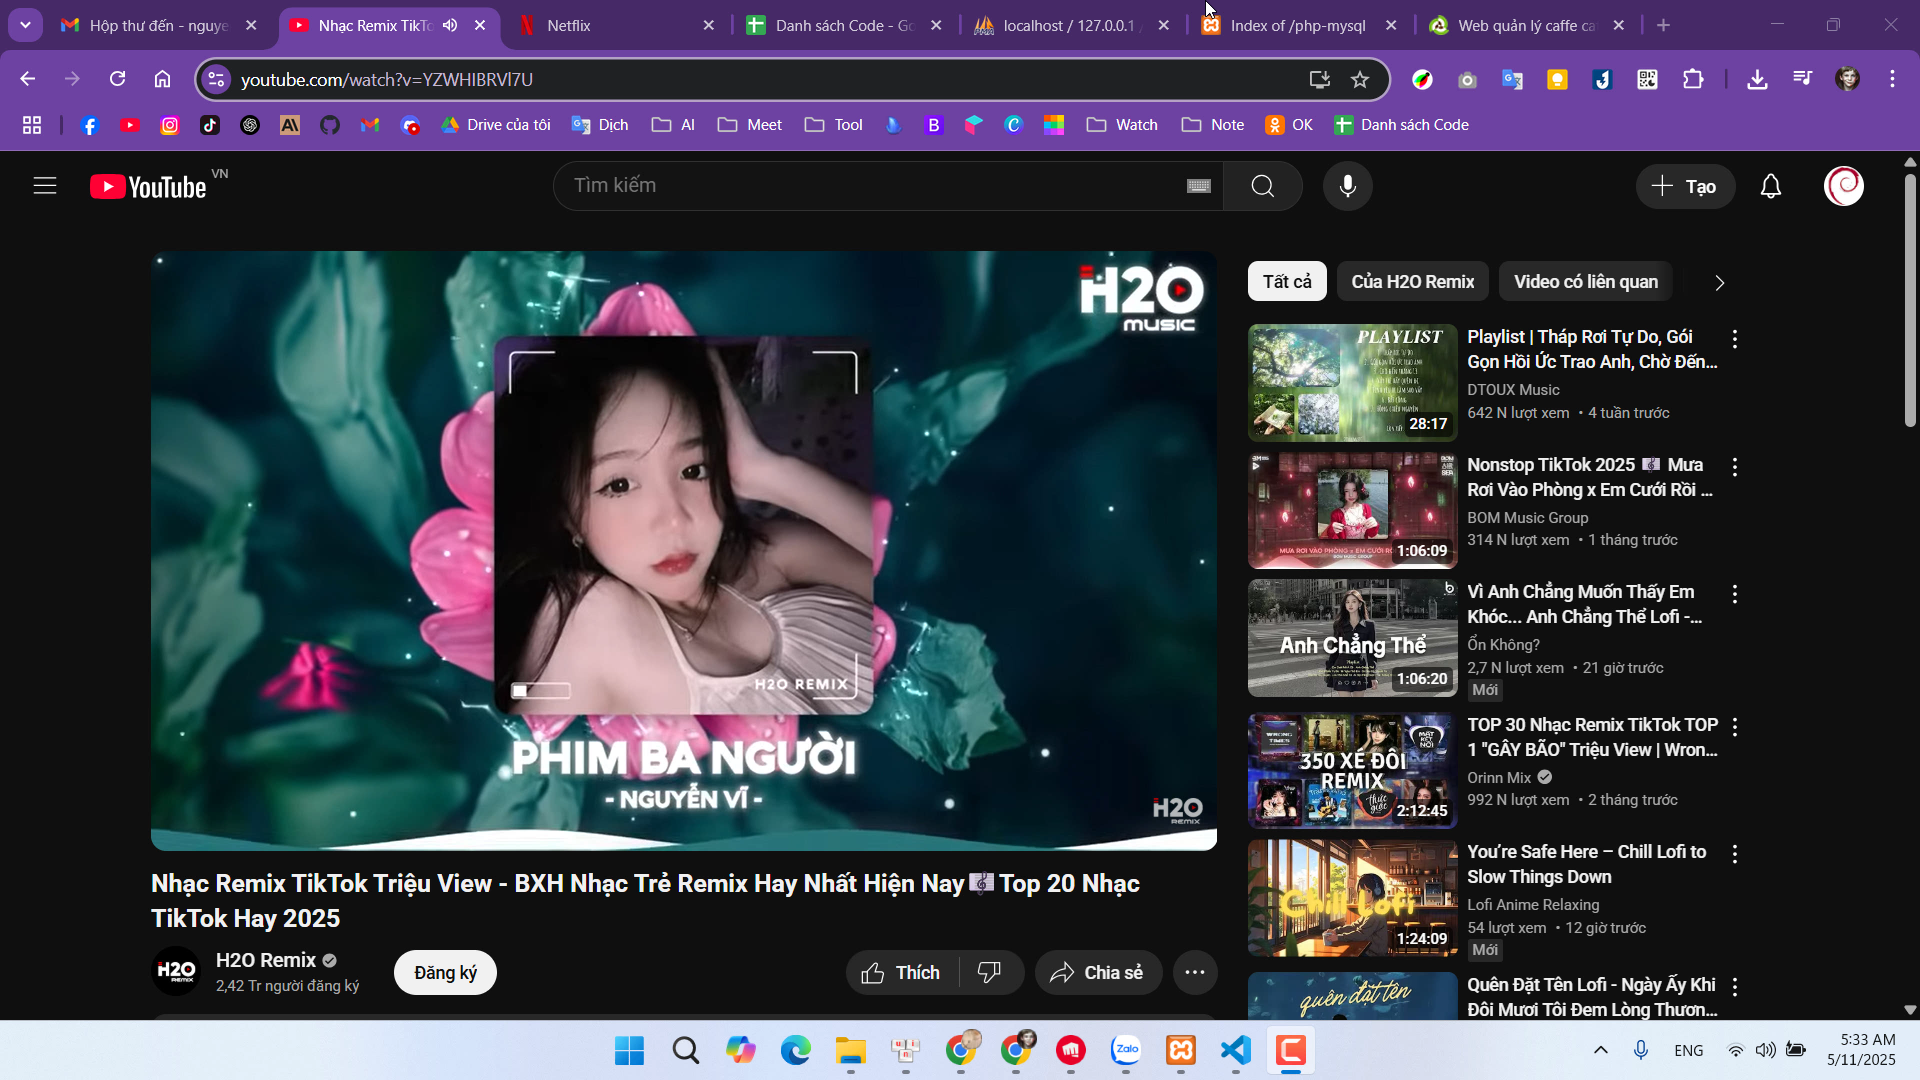 Hộp thư đến - nguye
Nhạc Remix TikTo
Netflix
Danh sách Code - Go
localhost / 127.0.0.1 /
Index of /php-mysql
Web quản lý caffe ca
youtube.com/watch?v=YZWHIBRVl7U
Drive của tôi
Dịch
AI
Meet
Tool
Watch
Note
OK
Danh sách Code
YouTube VN
Tìm kiếm
Tạo
H2O
MUSIC
H2O REMIX
PHIM BA NGƯỜI
- NGUYỄN VĨ -
H2O
REMIX
Nhạc Remix TikTok Triệu View - BXH Nhạc Trẻ Remix Hay Nhất Hiện Nay🎼Top 20 Nhạc
TikTok Hay 2025
H2O
REMIX
H2O Remix
2,42 Tr người đăng ký
Đăng ký
Thích
Chia sẻ
Tất cả
Của H2O Remix
Video có liên quan
PLAYLIST
28:17
Playlist | Tháp Rơi Tự Do, Gói
Gọn Hồi Ức Trao Anh, Chờ Đến...
DTOUX Music
642 N lượt xem • 4 tuần trước
1:06:09
Nonstop TikTok 2025 🎼 Mưa
Rơi Vào Phòng x Em Cưới Rồi ...
BOM Music Group
314 N lượt xem • 1 tháng trước
Anh Chẳng Thể
1:06:20
Vì Anh Chẳng Muốn Thấy Em
Khóc... Anh Chẳng Thể Lofi -...
Ổn Không?
2,7 N lượt xem • 21 giờ trước
Mới
WRONG
TIMES
MẤT
KẾT
NỐI
350 XẾ ĐÔI
REMIX
thức
giấc
2:12:45
TOP 30 Nhạc Remix TikTok TOP
1 "GÂY BÃO" Triệu View | Wron...
Orinn Mix
992 N lượt xem • 2 tháng trước
Chill Lofi
1:24:09
You’re Safe Here – Chill Lofi to
Slow Things Down
Lofi Anime Relaxing
54 lượt xem • 12 giờ trước
Mới
quên đặt tên
Quên Đặt Tên Lofi - Ngày Ấy Khi
Đôi Mươi Tôi Đem Lòng Thươn...
Zalo
ENG
5:33 AM
5/11/2025